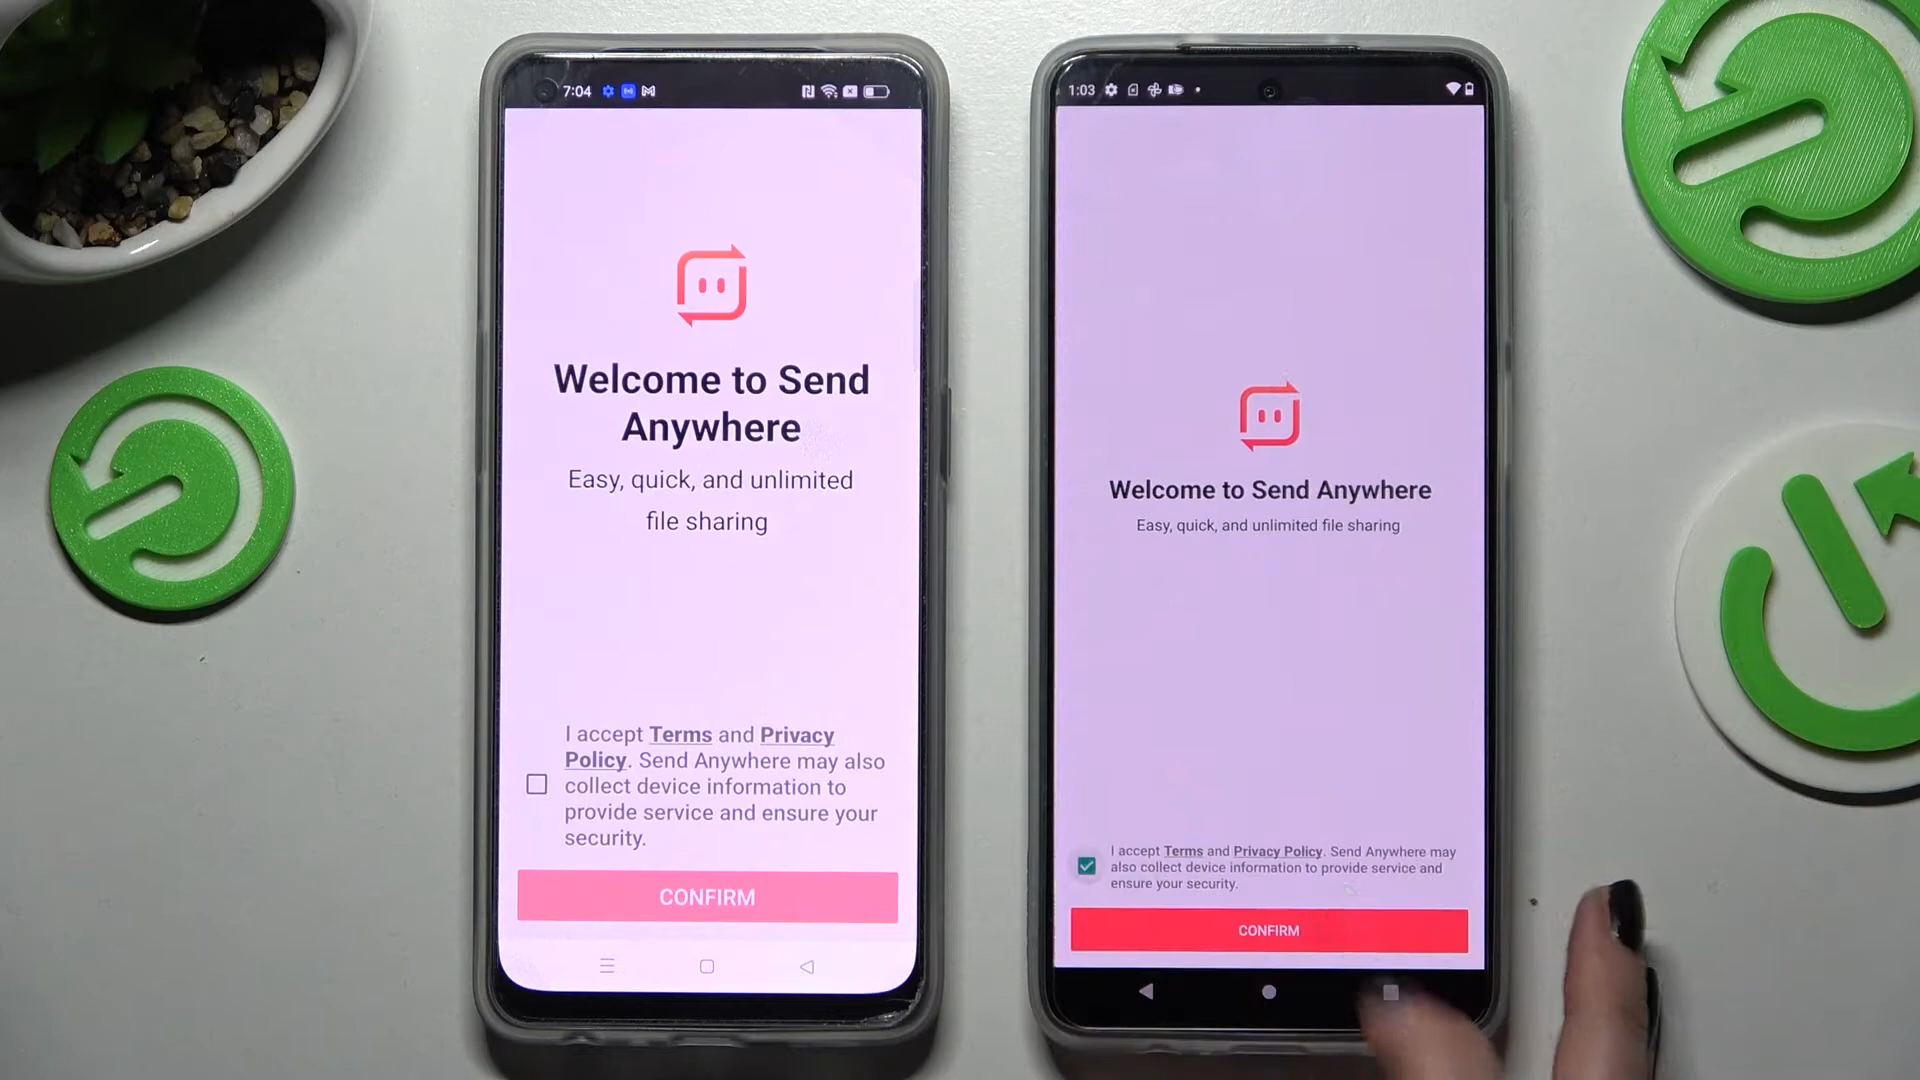 7:04
Welcome to Send
Anywhere
Easy, quick, and unlimited
file sharing
I accept Terms and Privacy
Policy. Send Anywhere may also
collect device information to
provide service and ensure your
security.
CONFIRM
1:03
Welcome to Send Anywhere
Easy, quick, and unlimited file sharing
I accept Terms and Privacy Policy. Send Anywhere may
also collect device information to provide service and
ensure your security.
CONFIRM